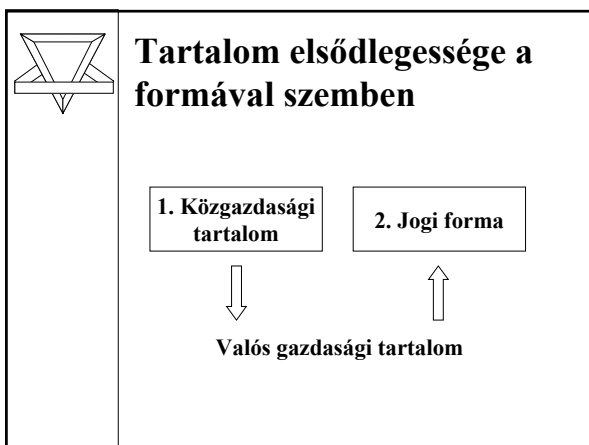 Tartalom elsődlegessége a
formával szemben
1. Közgazdasági
tartalom
2. Jogi forma
Valós gazdasági tartalom